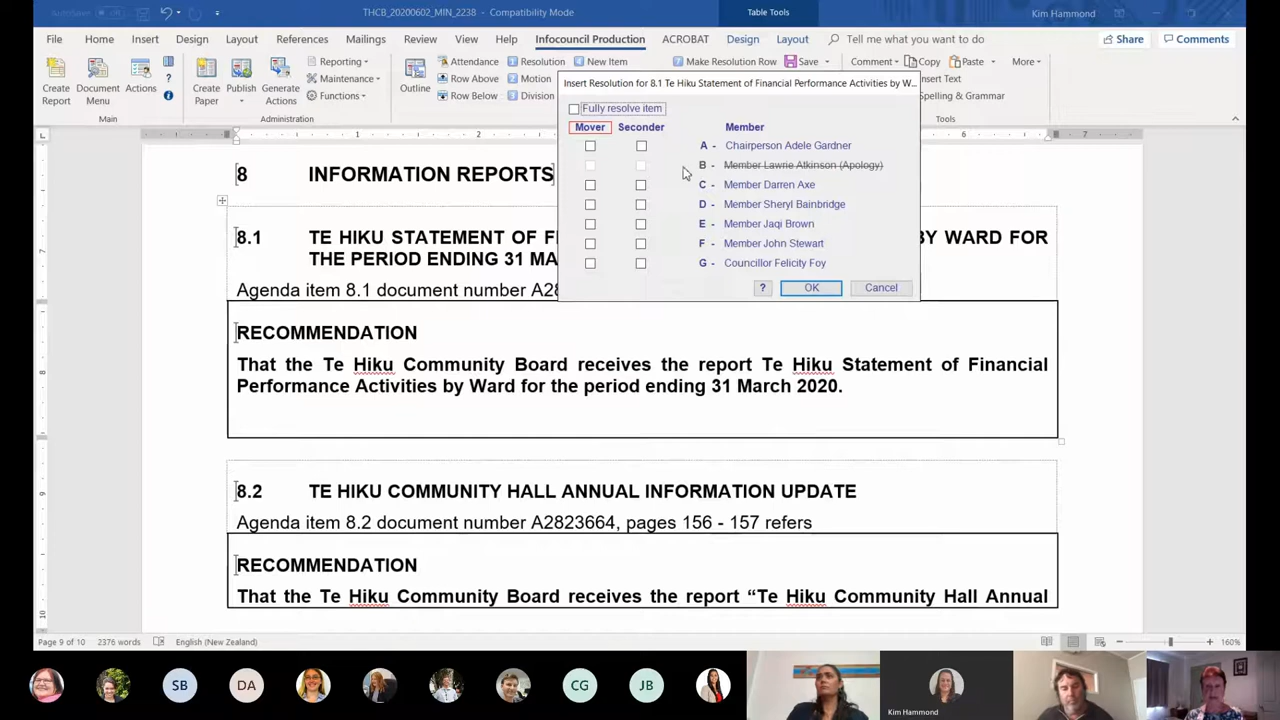 AutoSave Off THCB_20200602_MIN_2238 - Compatibility Mode Table Tools Kim Hammond
File Home Insert Design Layout References Mailings Review View Help Infocouncil Production ACROBAT Design Layout Tell me what you want to do Share Comments
Create Report
Document Menu
Actions
Main
Reporting
Maintenance
Functions
Create Paper
Publish
Generate Actions
Administration
Outline
Attendance
Row Above
Row Below
Resolution
Motion
Division
New Item
Make Resolution Row
Save
Comment
Copy
Insert Text
Spelling & Grammar
More
Tools
Insert Resolution for 8.1 Te Hiku Statement of Financial Performance Activities by W...
Fully resolve item
Mover Seconder Member
A - Chairperson Adele Gardner
B - Member Lawrie Atkinson (Apology)
C - Member Darren Axe
D - Member Sheryl Bainbridge
E - Member Jaqi Brown
F - Member John Stewart
G - Councillor Felicity Foy
? OK Cancel
8 INFORMATION REPORTS
8.1 TE HIKU STATEMENT OF F BY WARD FOR
THE PERIOD ENDING 31 MA
Agenda item 8.1 document number A28
RECOMMENDATION
That the Te Hiku Community Board receives the report Te Hiku Statement of Financial
Performance Activities by Ward for the period ending 31 March 2020.
8.2 TE HIKU COMMUNITY HALL ANNUAL INFORMATION UPDATE
Agenda item 8.2 document number A2823664, pages 156 - 157 refers
RECOMMENDATION
That the Te Hiku Community Board receives the report “Te Hiku Community Hall Annual
Page 9 of 10 2376 words English (New Zealand) 160%
SB DA CG JB
Kim Hammond